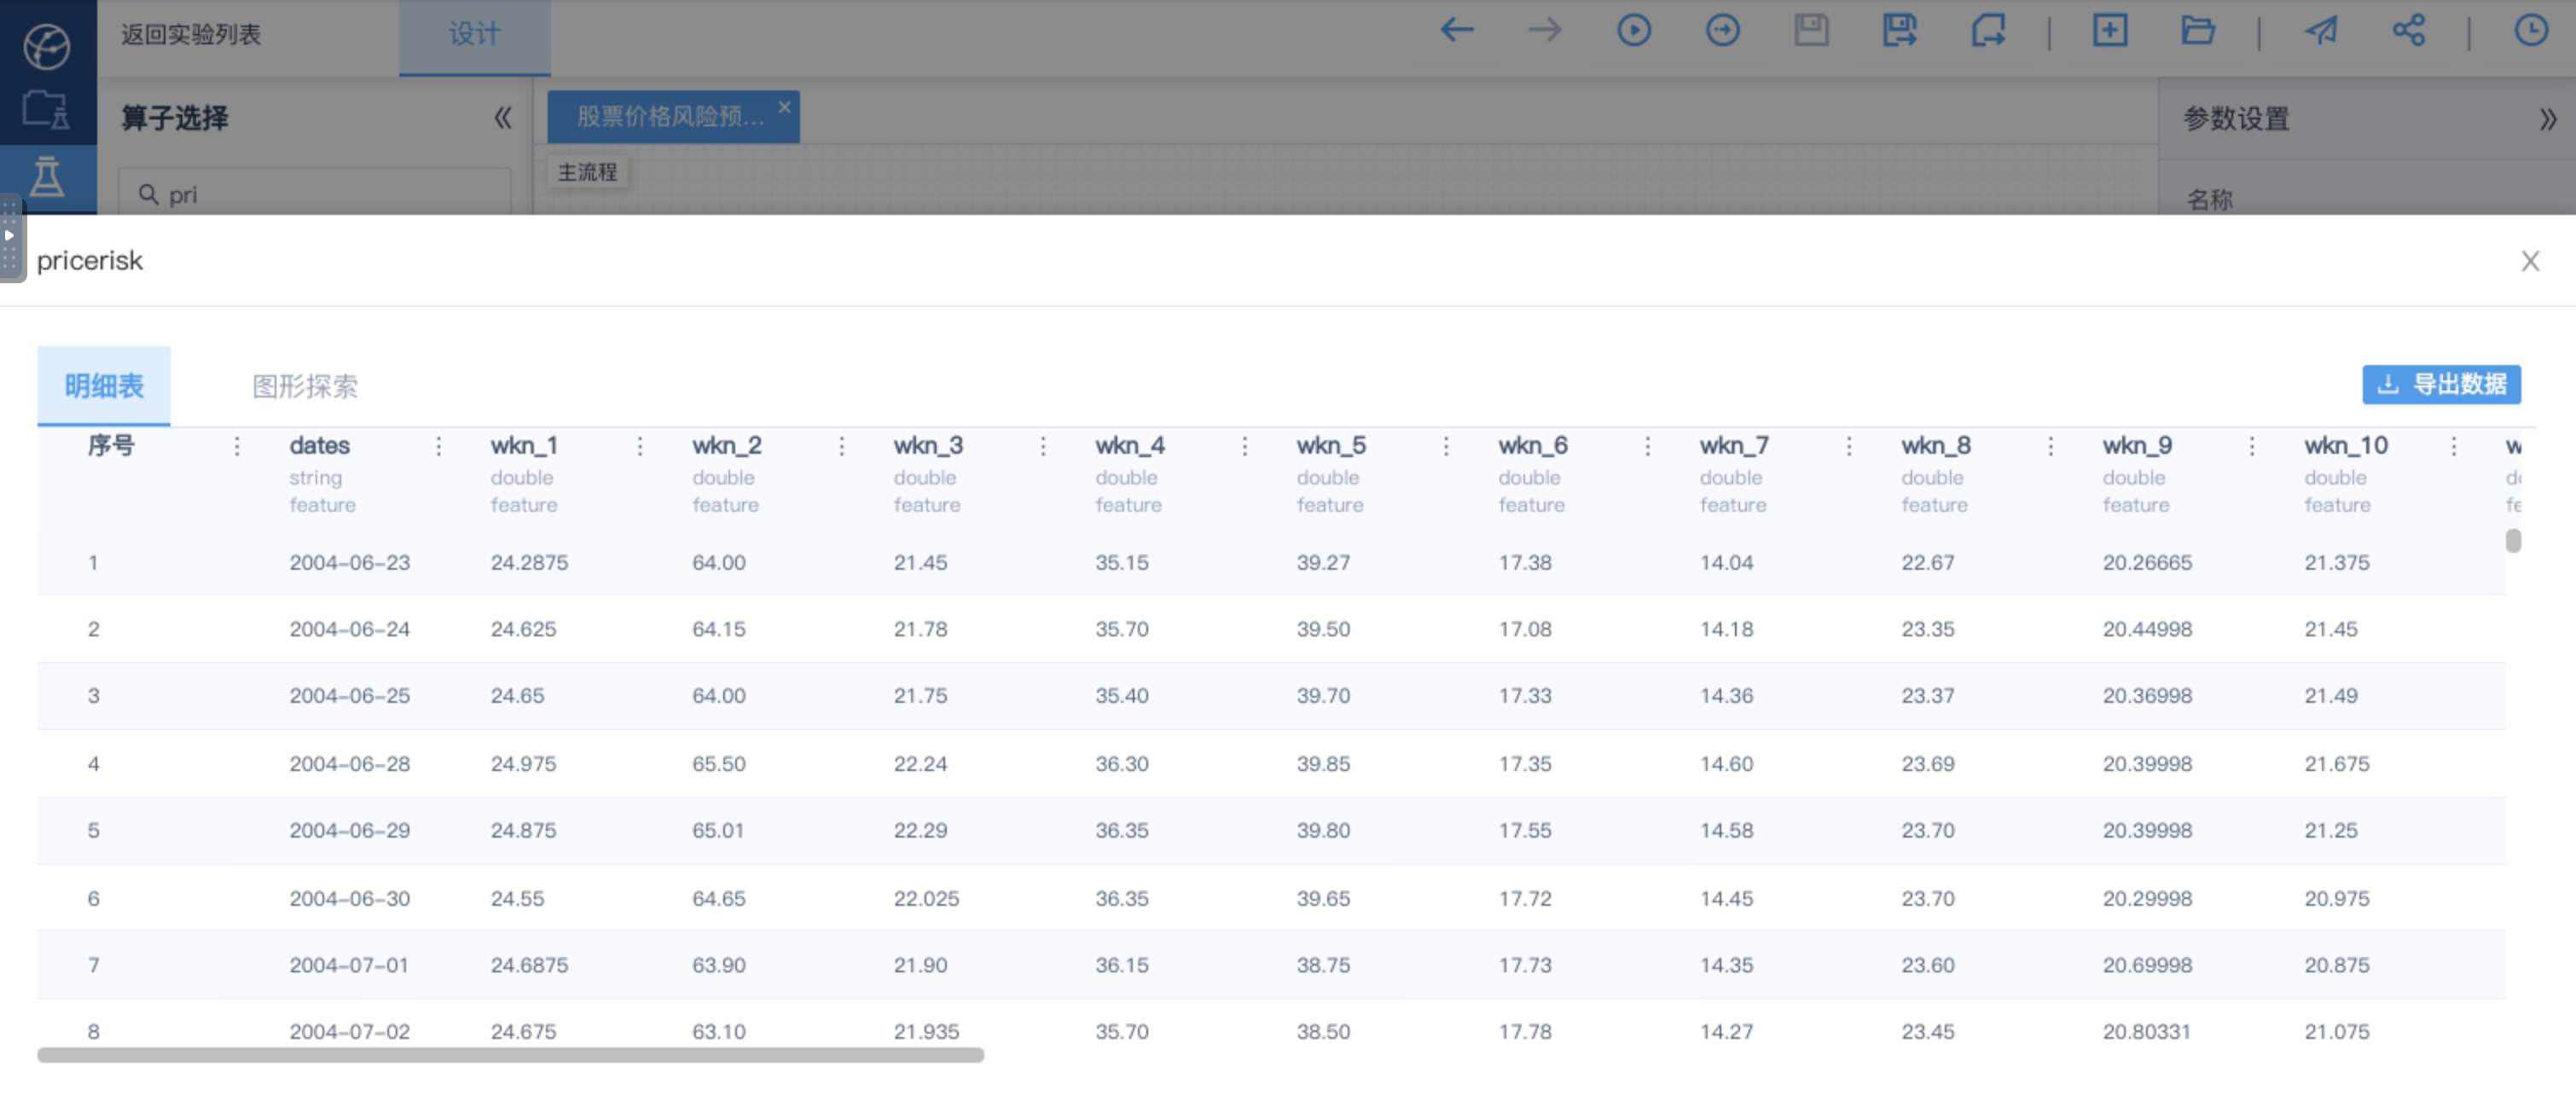 返回实验列表 设计
算子选择 股票价格风险预... 参数设置
主流程
pri 名称
pricerisk
明细表 图形探索 导出数据
序号 dates wkn_1 wkn_2 wkn_3 wkn_4 wkn_5 wkn_6 wkn_7 wkn_8 wkn_9 wkn_10
string double double double double double double double double double double
feature feature feature feature feature feature feature feature feature feature feature
1 2004-06-23 24.2875 64.00 21.45 35.15 39.27 17.38 14.04 22.67 20.26665 21.375
2 2004-06-24 24.625 64.15 21.78 35.70 39.50 17.08 14.18 23.35 20.44998 21.45
3 2004-06-25 24.65 64.00 21.75 35.40 39.70 17.33 14.36 23.37 20.36998 21.49
4 2004-06-28 24.975 65.50 22.24 36.30 39.85 17.35 14.60 23.69 20.39998 21.675
5 2004-06-29 24.875 65.01 22.29 36.35 39.80 17.55 14.58 23.70 20.39998 21.25
6 2004-06-30 24.55 64.65 22.025 36.35 39.65 17.72 14.45 23.70 20.29998 20.975
7 2004-07-01 24.6875 63.90 21.90 36.15 38.75 17.73 14.35 23.60 20.69998 20.875
8 2004-07-02 24.675 63.10 21.935 35.70 38.50 17.78 14.27 23.45 20.80331 21.075